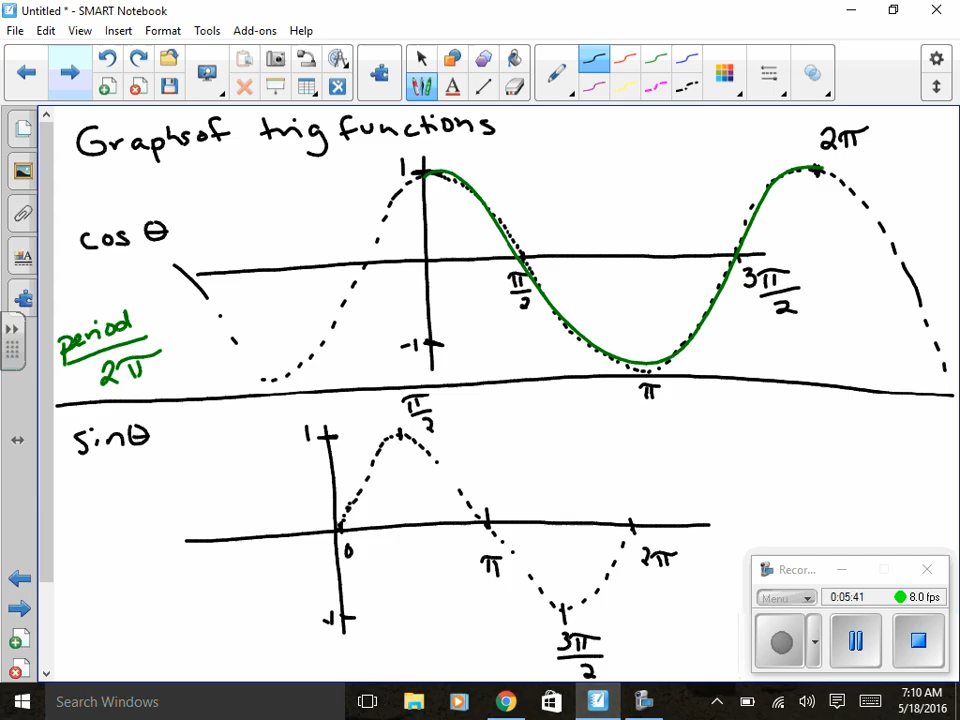 Untitled * - SMART Notebook
File Edit View Insert Format Tools Add-ons Help
Graphs of trig functions
2π
1
cos θ
π/2
3π/2
period
2π
-1
π
π/2
sin θ
1
0
π
2π
-1
3π/2
Recor...
Menu
0:05:41
8.0 fps
Search Windows
7:10 AM
5/18/2016